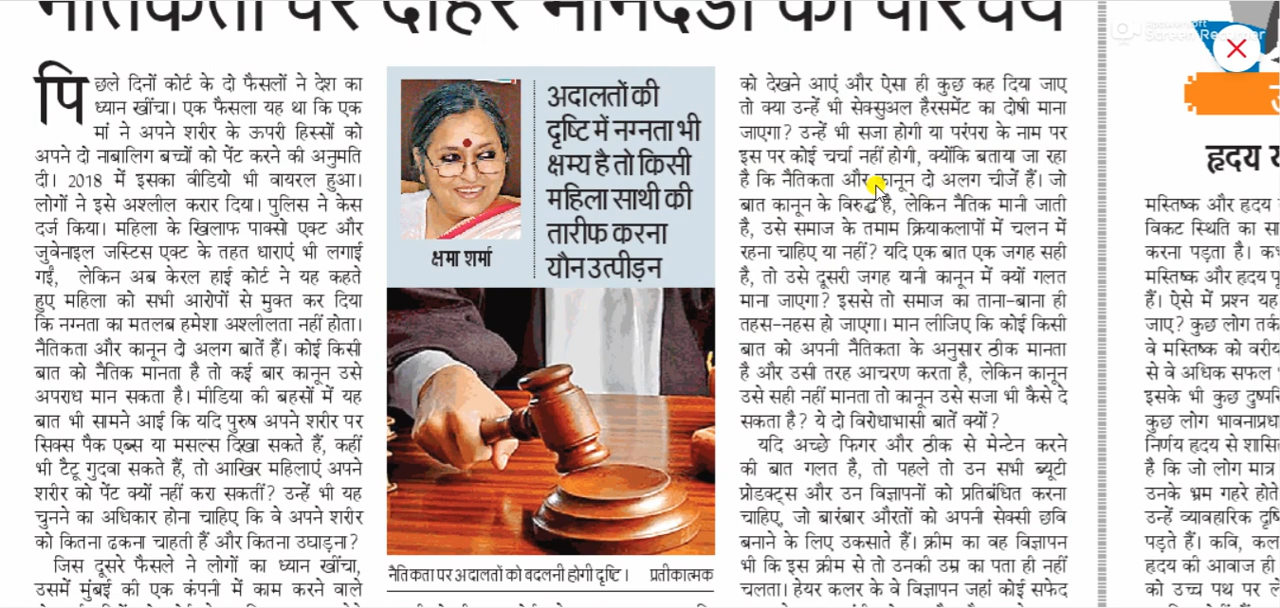 नैतिकता पर दोहरे मानदंडों का परिचय
पिछले दिनों कोर्ट के दो फैसलों ने देश का
ध्यान खींचा। एक फैसला यह था कि एक
मां ने अपने शरीर के ऊपरी हिस्सों को
अपने दो नाबालिग बच्चों को पेंट करने की अनुमति
दी। 2018 में इसका वीडियो भी वायरल हुआ।
लोगों ने इसे अश्लील करार दिया। पुलिस ने केस
दर्ज किया। महिला के खिलाफ पाक्सो एक्ट और
जुवेनाइल जस्टिस एक्ट के तहत धाराएं भी लगाई
गईं, लेकिन अब केरल हाई कोर्ट ने यह कहते
हुए महिला को सभी आरोपों से मुक्त कर दिया
कि नग्नता का मतलब हमेशा अश्लीलता नहीं होता।
नैतिकता और कानून दो अलग बातें हैं। कोई किसी
बात को नैतिक मानता है तो कई बार कानून उसे
अपराध मान सकता है। मीडिया की बहसों में यह
बात भी सामने आई कि यदि पुरुष अपने शरीर पर
सिक्स पैक एब्स या मसल्स दिखा सकते हैं, कहीं
भी टैटू गुदवा सकते हैं, तो आखिर महिलाएं अपने
शरीर को पेंट क्यों नहीं करा सकतीं? उन्हें भी यह
चुनने का अधिकार होना चाहिए कि वे अपने शरीर
को कितना ढकना चाहती हैं और कितना उघाड़ना?
जिस दूसरे फैसले ने लोगों का ध्यान खींचा,
उसमें मुंबई की एक कंपनी में काम करने वाले
अदालतों की
दृष्टि में नग्नता भी
क्षम्य है तो किसी
महिला साथी की
तारीफ करना
यौन उत्पीड़न
क्षमा शर्मा
नैतिकता पर अदालतों को बदलनी होगी दृष्टि। प्रतीकात्मक
को देखने आएं और ऐसा ही कुछ कह दिया जाए
तो क्या उन्हें भी सेक्सुअल हैरसमेंट का दोषी माना
जाएगा? उन्हें भी सजा होगी या परंपरा के नाम पर
इस पर कोई चर्चा नहीं होगी, क्योंकि बताया जा रहा
है कि नैतिकता और कानून दो अलग चीजें हैं। जो
बात कानून के विरुद्ध है, लेकिन नैतिक मानी जाती
है, उसे समाज के तमाम क्रियाकलापों में चलन में
रहना चाहिए या नहीं? यदि एक बात एक जगह सही
है, तो उसे दूसरी जगह यानी कानून में क्यों गलत
माना जाएगा? इससे तो समाज का ताना-बाना ही
तहस-नहस हो जाएगा। मान लीजिए कि कोई किसी
बात को अपनी नैतिकता के अनुसार ठीक मानता
है और उसी तरह आचरण करता है, लेकिन कानून
उसे सही नहीं मानता तो कानून उसे सजा भी कैसे दे
सकता है? ये दो विरोधाभासी बातें क्यों?
यदि अच्छी फिगर और ठीक से मेन्टेन करने
की बात गलत है, तो पहले तो उन सभी ब्यूटी
प्रोडक्ट्स और उन विज्ञापनों को प्रतिबंधित करना
चाहिए, जो बार-बार औरतों को अपनी सेक्सी छवि
बनाने के लिए उकसाते हैं। क्रीम का वह विज्ञापन
भी कि इस क्रीम से तो उनकी उम्र का पता ही नहीं
चलता। हेयर कलर के वे विज्ञापन जहां कोई सफेद
Screen Recorder
हृदय
मस्तिष्क और हृदय
विकट स्थिति का सा
करना पड़ता है।
मस्तिष्क और हृदय
हैं। ऐसे में प्रश्न यह
जाए? कुछ लोग
वे मस्तिष्क को
से वे अधिक सफल
इसके भी कुछ
कुछ लोग
निर्णय हृदय से
है कि जो लोग
उनके भ्रम गहरे
उन्हें व्यावहारिक
पड़ते हैं। कवि,
हृदय की आवाज ही
को उच्च पथ पर